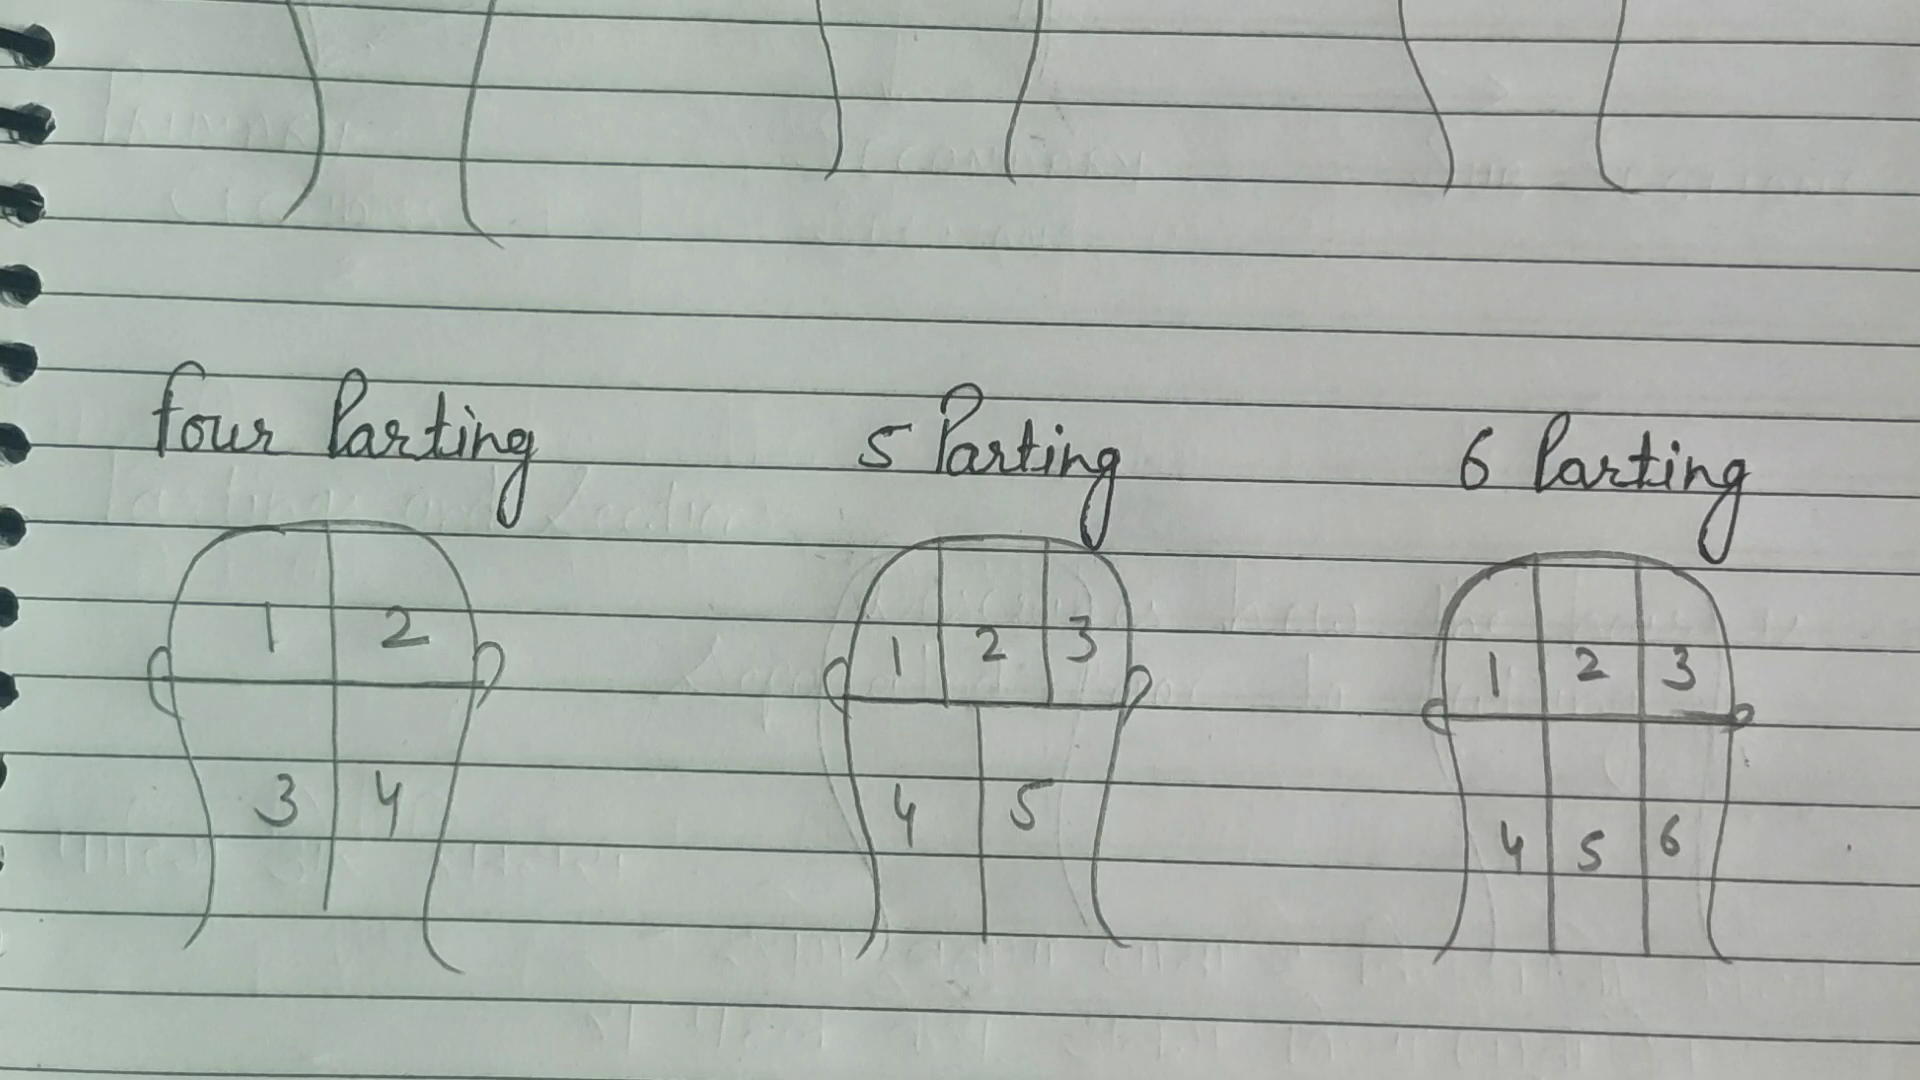 four Parting
5 Parting
6 Parting
1 2
3 4
1 2 3
4 5
1 2 3
4 5 6